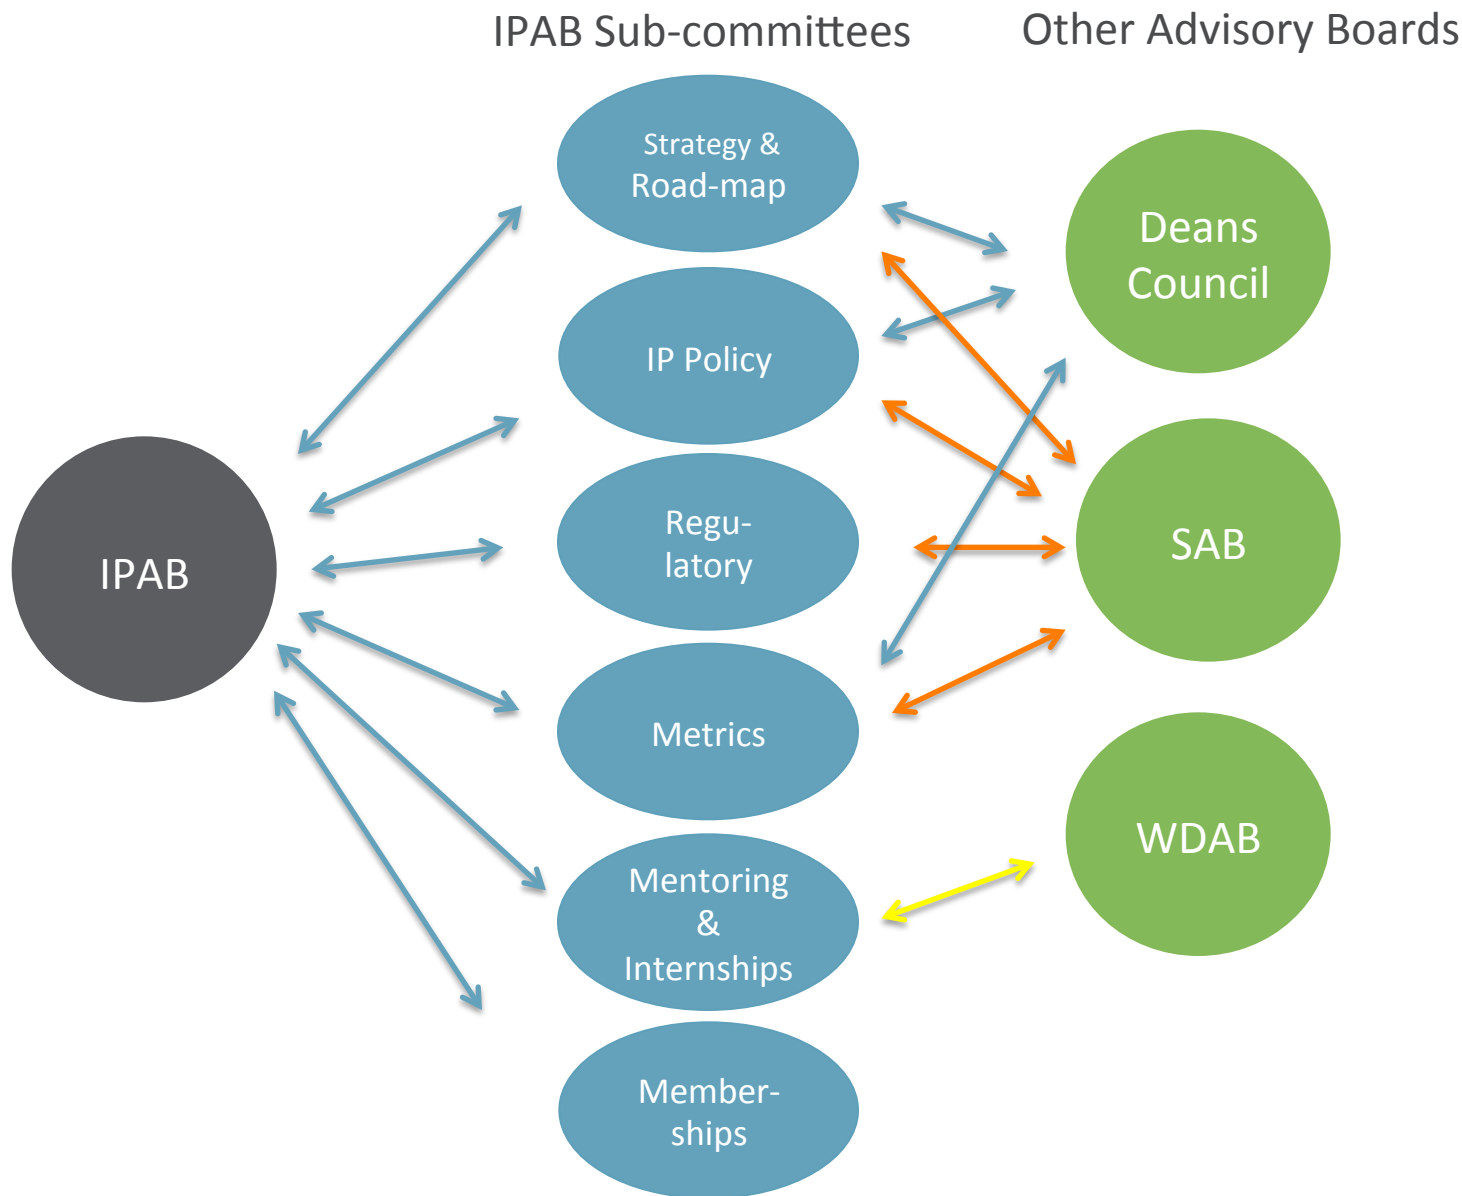 IPAB Sub-committees
Other Advisory Boards
Strategy &
Road-map
Deans
Council
IP Policy
Regu-
latory
SAB
IPAB
Metrics
WDAB
Mentoring
&
Internships
Member-
ships